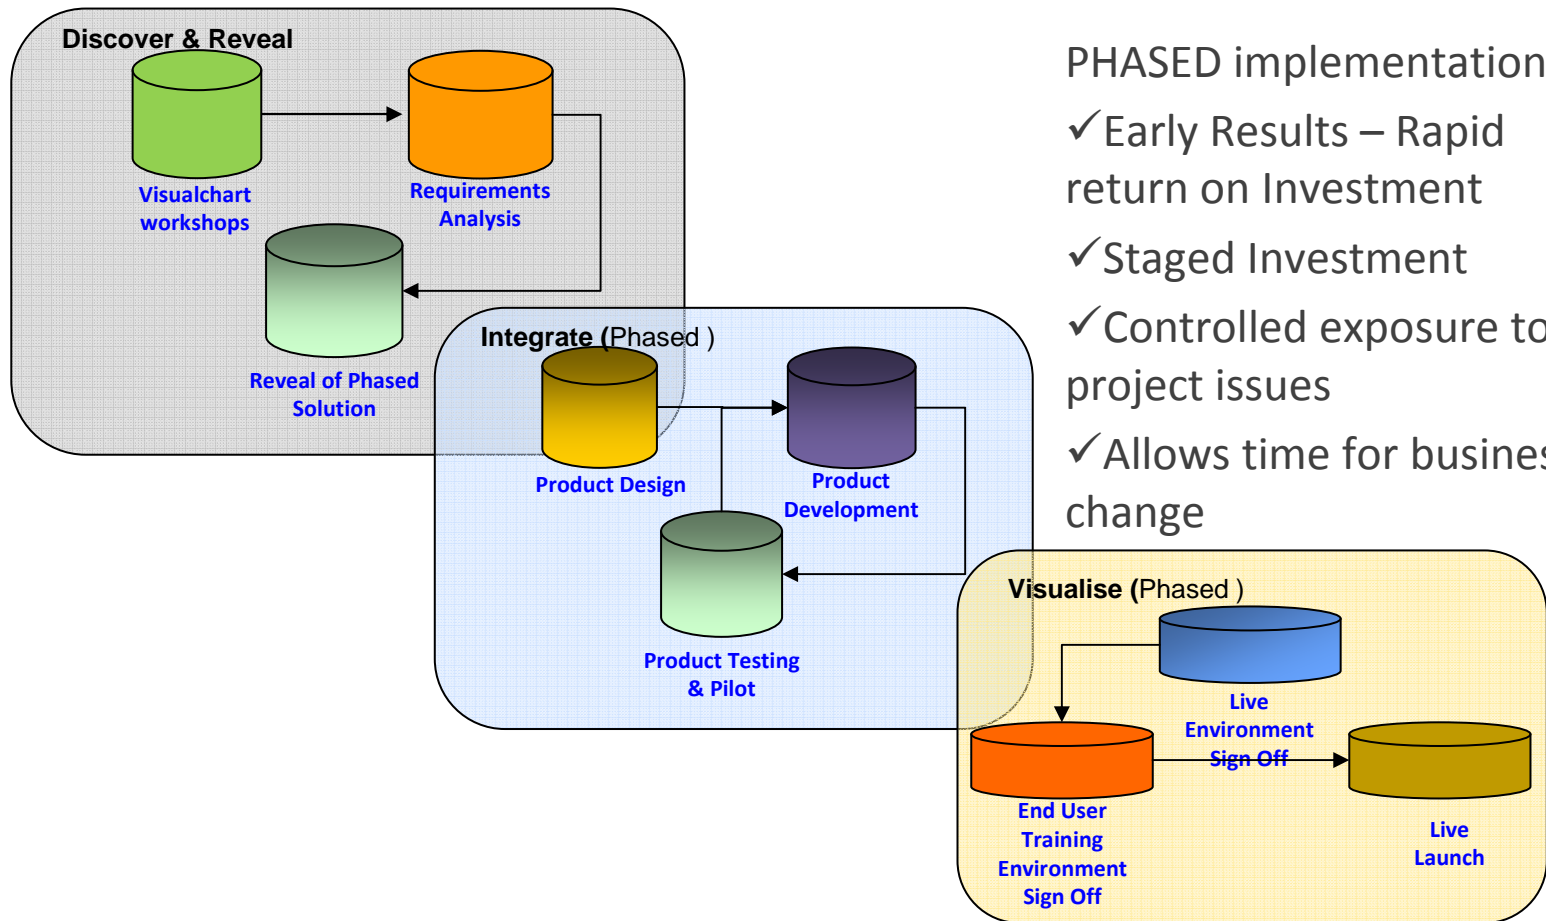 Discover & Reveal
Visualchart
workshops
Requirements
Analysis
Reveal of Phased
Solution
Integrate (Phased )
Product Design
Product
Development
Product Testing
& Pilot
PHASED implementation
✓Early Results – Rapid
return on Investment
✓Staged Investment
✓Controlled exposure to
project issues
✓Allows time for busines
change
Visualise (Phased )
Live
Environment
Sign Off
End User
Training
Environment
Sign Off
Live
Launch